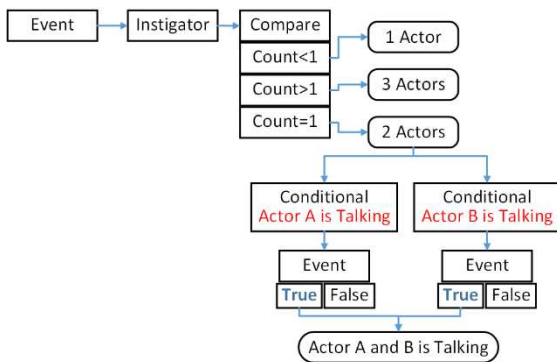 Event
Instigator
Compare
Count<1
1 Actor
Count>1
3 Actors
Count=1
2 Actors
Conditional
Actor A is Talking
Conditional
Actor B is Talking
Event
True
False
Event
True
False
Actor A and B is Talking